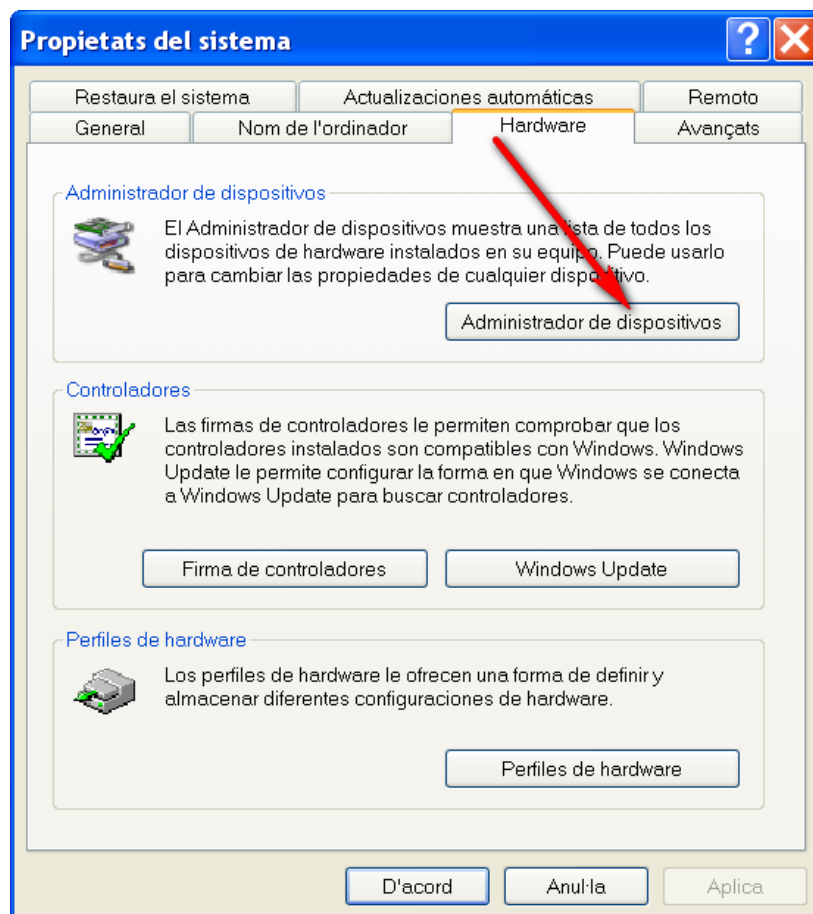 Propietats del sistema
Restaura el sistema
Actualizaciones automáticas
Remoto
General
Nom de l'ordinador
Hardware
Avançats
Administrador de dispositivos
El Administrador de dispositivos muestra una lista de todos los
dispositivos de hardware instalados en su equipo. Puede usarlo
para cambiar las propiedades de cualquier dispositivo.
Administrador de dispositivos
Controladores
Las firmas de controladores le permiten comprobar que los
controladores instalados son compatibles con Windows. Windows
Update le permite configurar la forma en que Windows se conecta
a Windows Update para buscar controladores.
Firma de controladores
Windows Update
Perfiles de hardware
Los perfiles de hardware le ofrecen una forma de definir y
almacenar diferentes configuraciones de hardware.
Perfiles de hardware
D'acord
Anul·la
Aplica